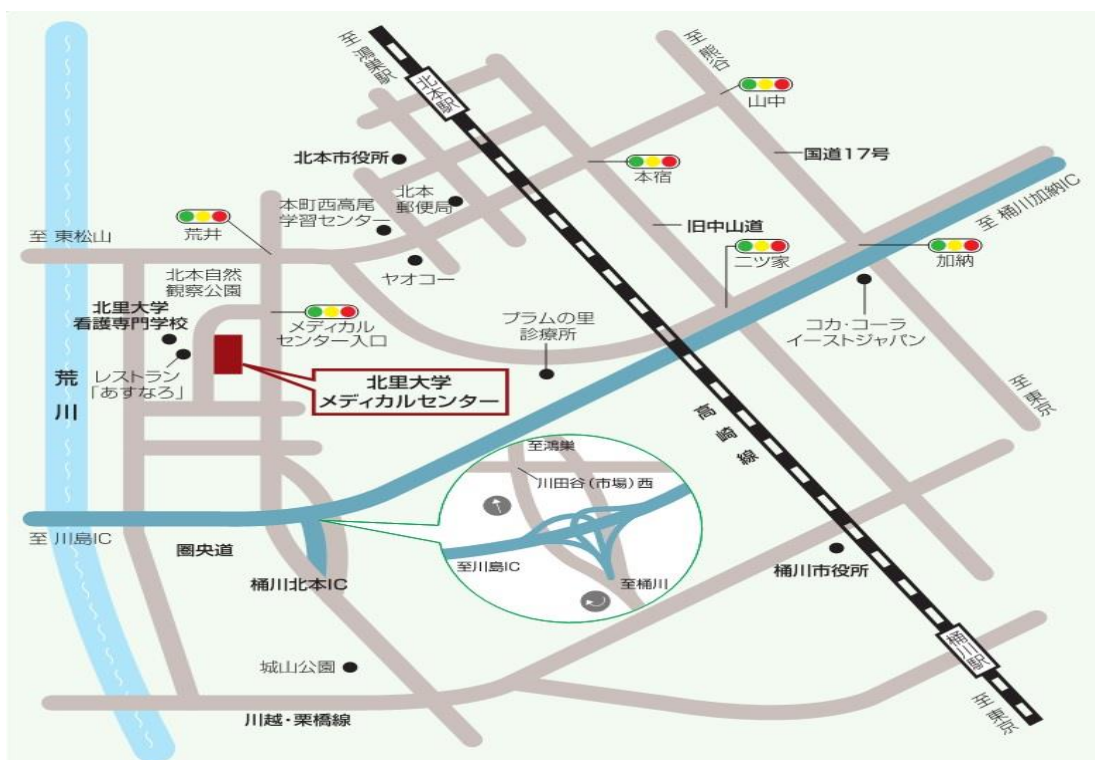 至 鴻巣駅
北本駅
至 熊谷
山中
国道17号
北本市役所
本宿
北本
郵便局
本町西高尾
学習センター
荒井
至 東松山
旧中山道
至 桶川加納IC
二ツ家
加納
ヤオコー
北本自然
観察公園
北里大学
看護専門学校
メディカル
センター入口
プラムの里
診療所
コカ・コーラ
イーストジャパン
荒川
レストラン
「あすなろ」
北里大学
メディカルセンター
至 東京
高崎線
至鴻巣
川田谷(市場)西
至 川島IC
圏央道
至川島IC
至桶川
桶川北本IC
桶川市役所
桶川駅
城山公園
川越・栗橋線
至 東京